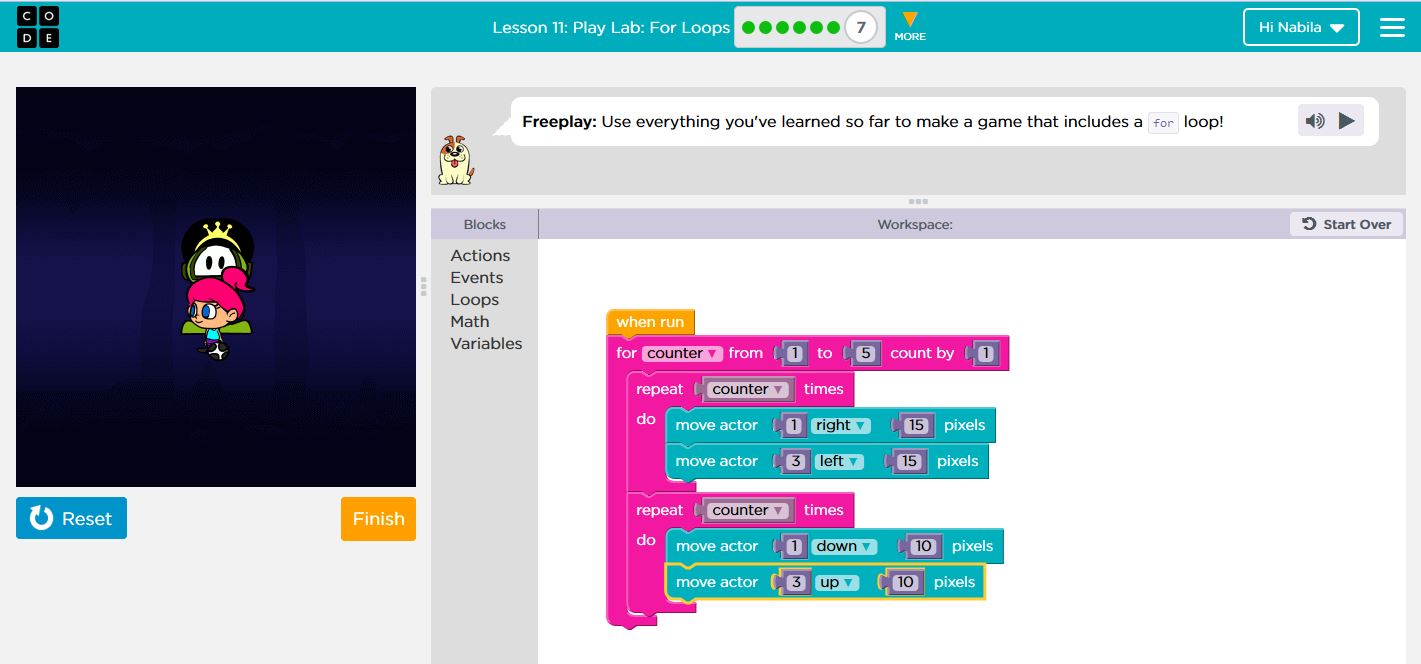 C O
D E
Lesson 11: Play Lab: For Loops
7
MORE
Hi Nabila
Freeplay: Use everything you've learned so far to make a game that includes a for loop!
Blocks
Workspace:
Start Over
Actions
Events
Loops
Math
Variables
when run
for counter from 1 to 5 count by 1
repeat counter times
do move actor 1 right 15 pixels
move actor 3 left 15 pixels
repeat counter times
do move actor 1 down 10 pixels
move actor 3 up 10 pixels
Reset
Finish